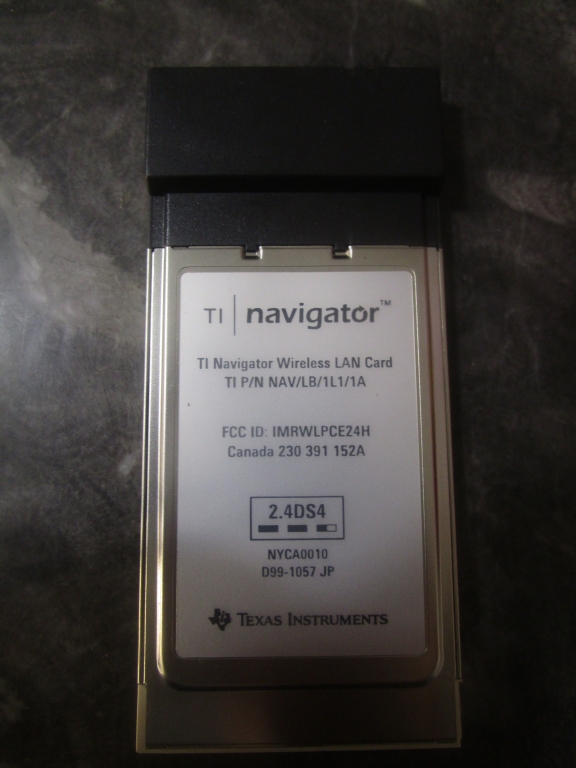 TI | navigator™
TI Navigator Wireless LAN Card
TI P/N NAV/LB/1L1/1A
FCC ID: IMRWLPCE24H
Canada 230 391 152A
2.4DS4
NYCA0010
D99-1057 JP
TEXAS INSTRUMENTS